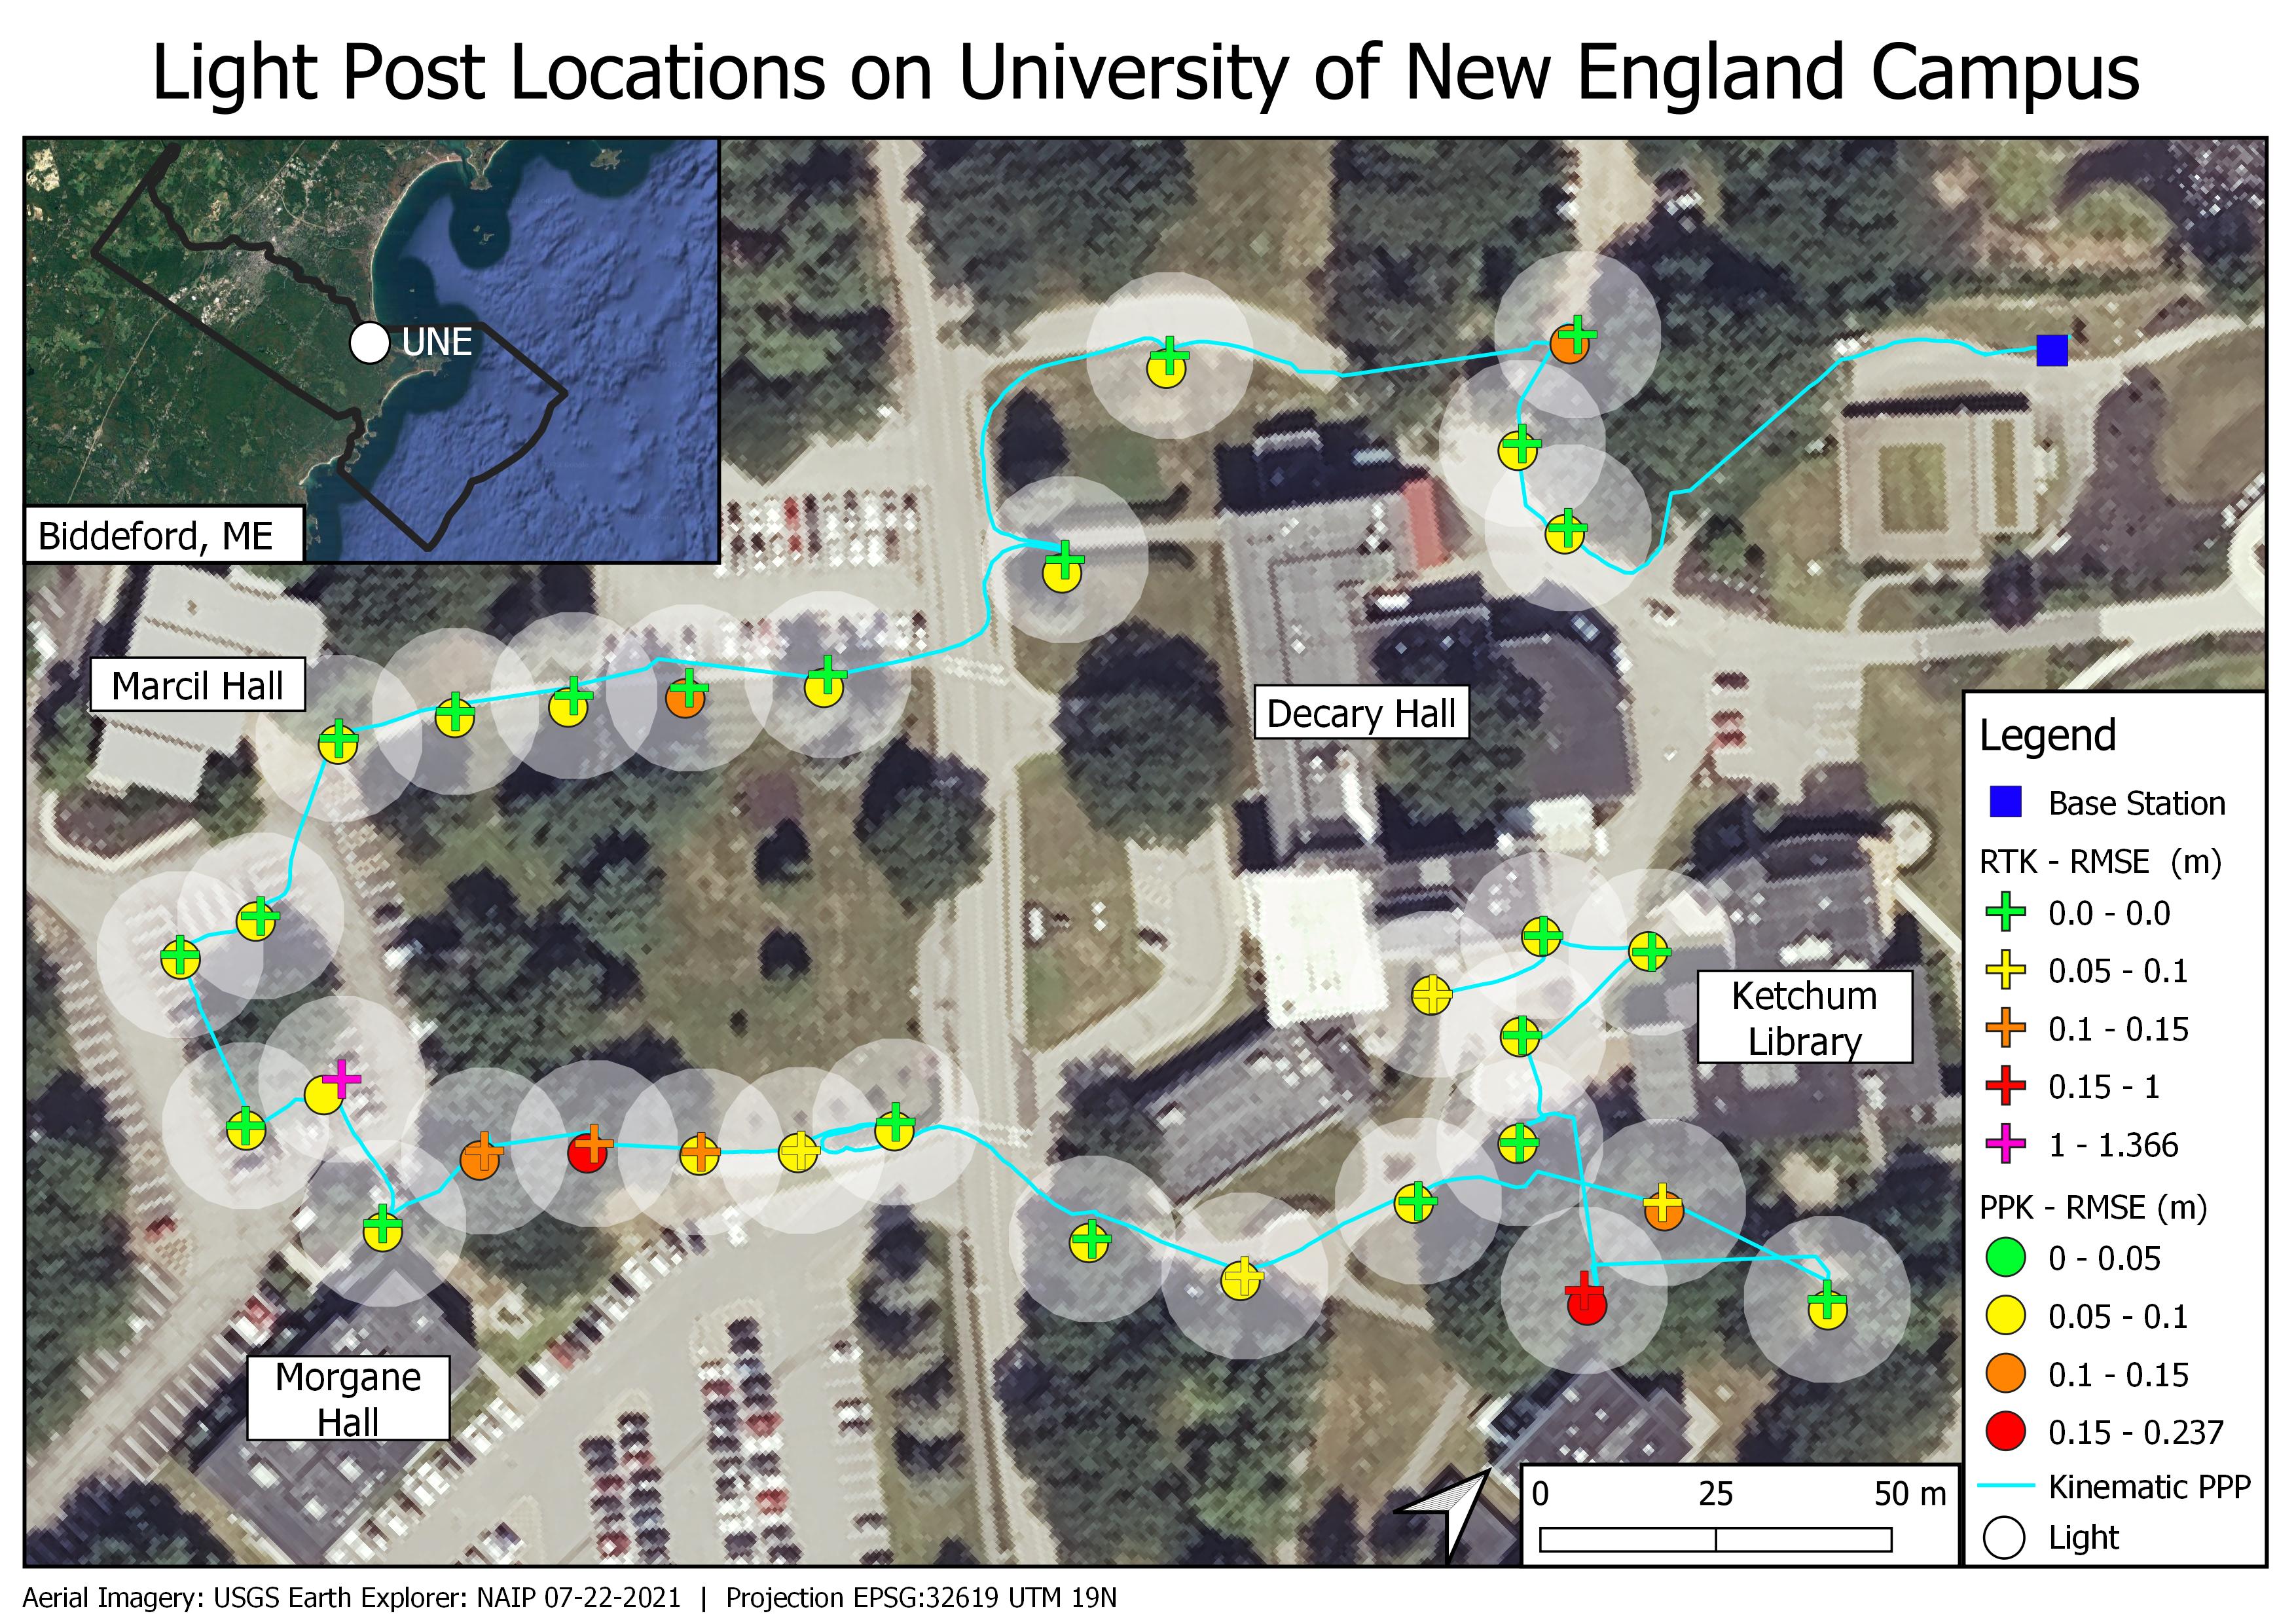 Light Post Locations on University of New England Campus
UNE
Biddeford, ME
Marcil Hall
Decary Hall
Ketchum
Library
Morgane
Hall
Legend
Base Station
RTK - RMSE (m)
0.0 - 0.0
0.05 - 0.1
0.1 - 0.15
0.15 - 1
1 - 1.366
PPK - RMSE (m)
0 - 0.05
0.05 - 0.1
0.1 - 0.15
0.15 - 0.237
Kinematic PPP
Light
0 25 50 m
Aerial Imagery: USGS Earth Explorer: NAIP 07-22-2021 | Projection EPSG:32619 UTM 19N